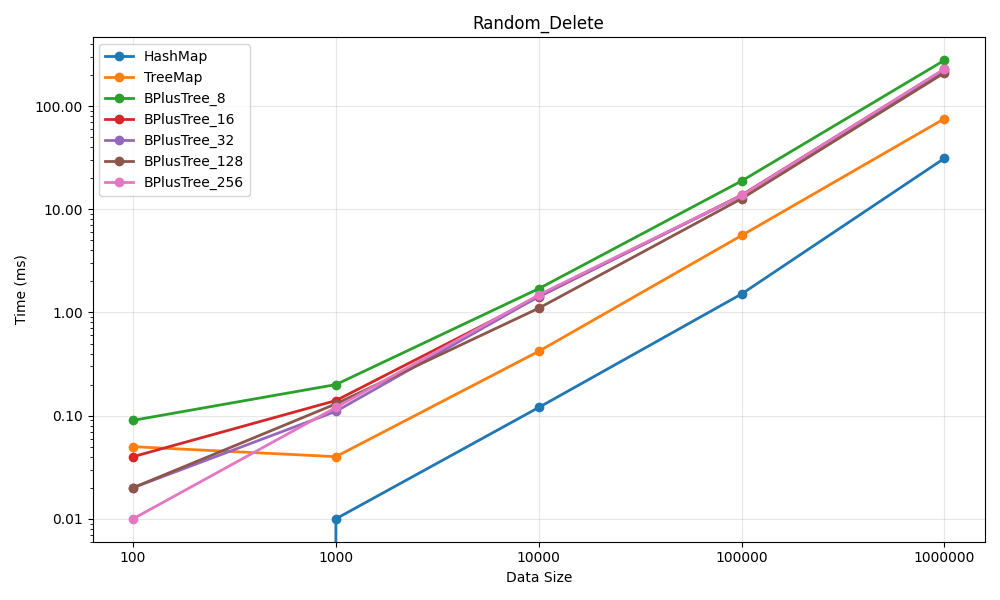 Random_Delete
HashMap
TreeMap
BPlusTree_8
BPlusTree_16
BPlusTree_32
BPlusTree_128
BPlusTree_256
Time (ms)
100.00
10.00
1.00
0.10
0.01
100 1000 10000 100000 1000000
Data Size